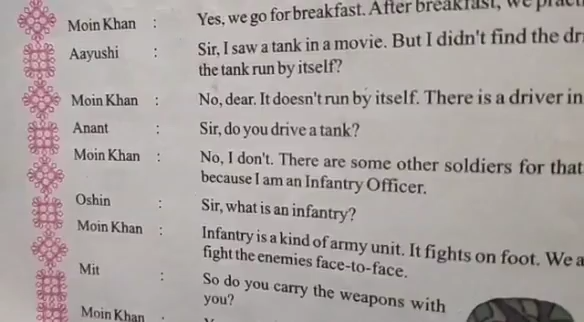 Moin Khan : Yes, we go for breakfast. After breakfast, we
Aayushi : Sir, I saw a tank in a movie. But I didn't find the
the tank run by itself?
Moin Khan : No, dear. It doesn't run by itself. There is a driver in
Anant : Sir, do you drive a tank?
Moin Khan : No, I don't. There are some other soldiers for that
because I am an Infantry Officer.
Oshin : Sir, what is an infantry?
Moin Khan : Infantry is a kind of army unit. It fights on foot. We
fight the enemies face-to-face.
Mit : So do you carry the weapons with
you?
Moin Khan :